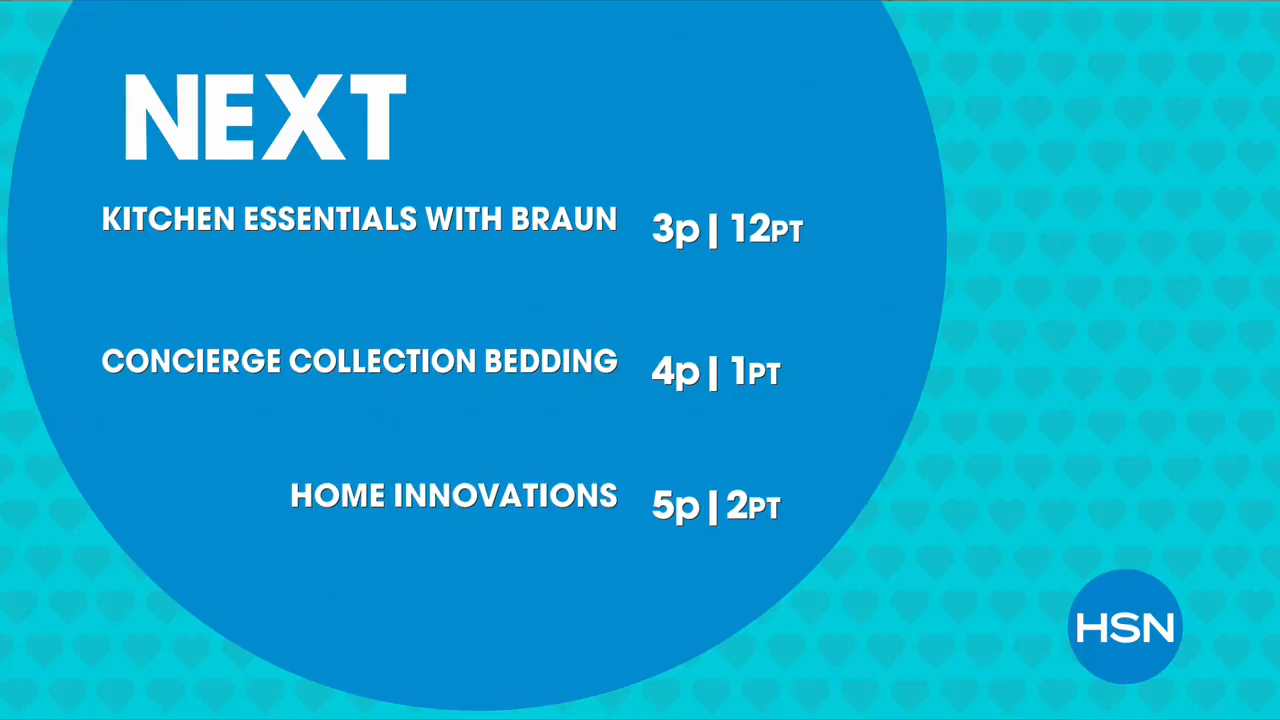 NEXT
KITCHEN ESSENTIALS WITH BRAUN 3p | 12PT
CONCIERGE COLLECTION BEDDING 4p | 1PT
HOME INNOVATIONS 5p | 2PT
HSN